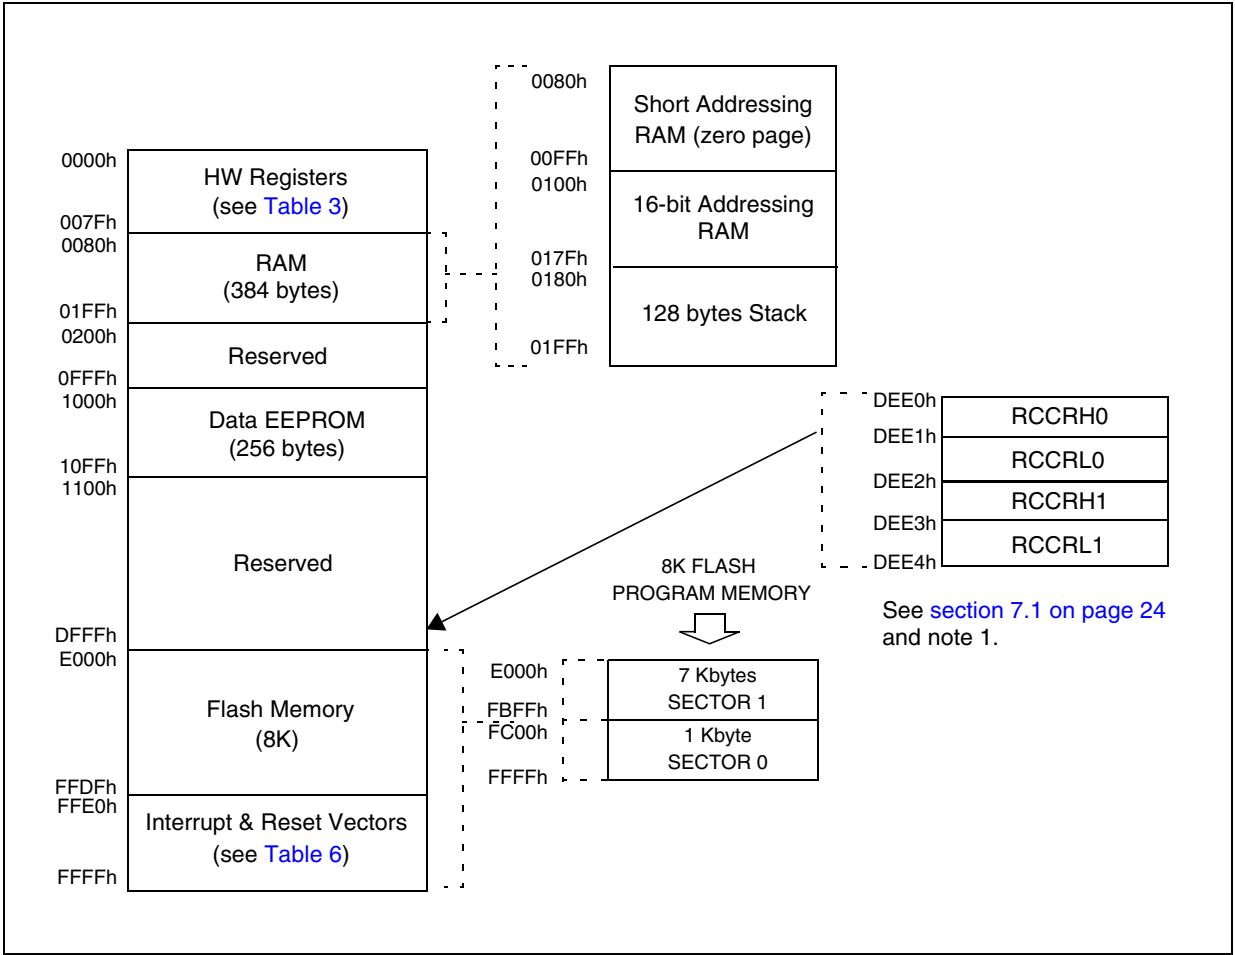 0000h
HW Registers
(see Table 3)
007Fh
0080h
RAM
(384 bytes)
01FFh
0200h
Reserved
0FFFh
1000h
Data EEPROM
(256 bytes)
10FFh
1100h
Reserved
DFFFh
E000h
Flash Memory
(8K)
FFDFh
FFE0h
Interrupt & Reset Vectors
(see Table 6)
FFFFh
0080h
Short Addressing
RAM (zero page)
00FFh
0100h
16-bit Addressing
RAM
017Fh
0180h
128 bytes Stack
01FFh
DEE0h
RCCRH0
DEE1h
RCCRL0
DEE2h
RCCRH1
DEE3h
RCCRL1
DEE4h
See section 7.1 on page 24
and note 1.
8K FLASH
PROGRAM MEMORY
E000h
7 Kbytes
SECTOR 1
FBFFh
FC00h
1 Kbyte
SECTOR 0
FFFFh